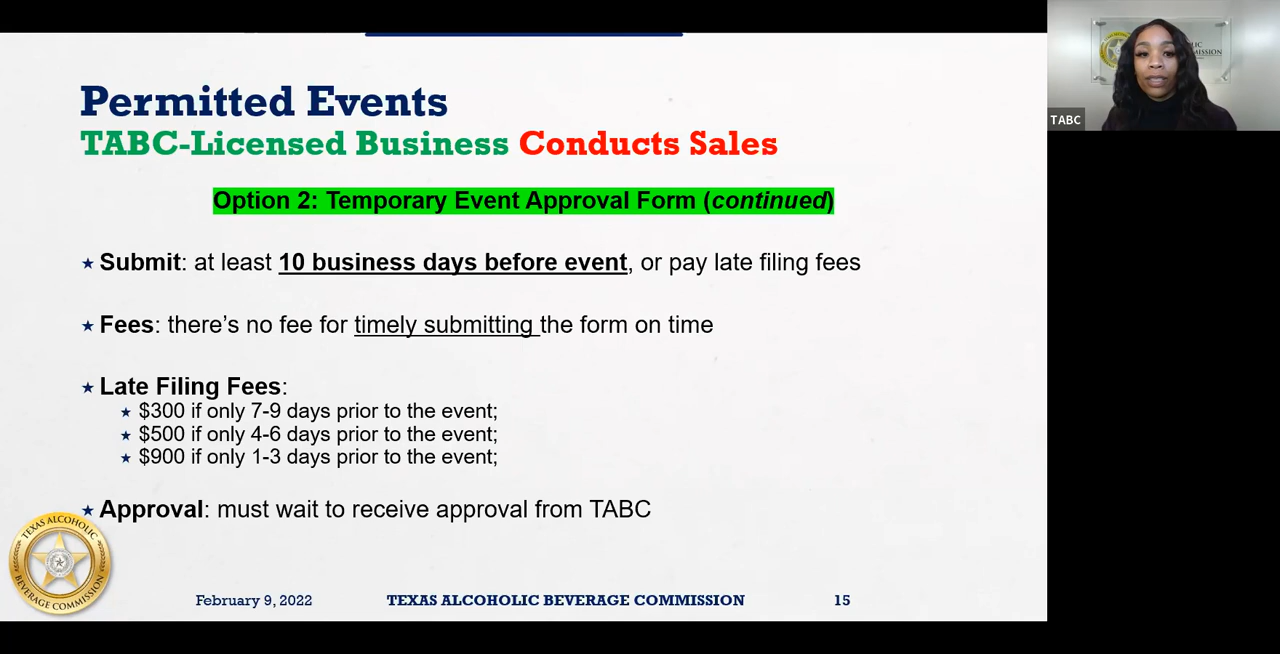 Permitted Events
TABC-Licensed Business Conducts Sales
Option 2: Temporary Event Approval Form (continued)
★ Submit: at least 10 business days before event, or pay late filing fees
★ Fees: there’s no fee for timely submitting the form on time
★ Late Filing Fees:
★ $300 if only 7-9 days prior to the event;
★ $500 if only 4-6 days prior to the event;
★ $900 if only 1-3 days prior to the event;
★ Approval: must wait to receive approval from TABC
TEXAS ALCOHOLIC
BEVERAGE COMMISSION
February 9, 2022 TEXAS ALCOHOLIC BEVERAGE COMMISSION 15
TABC